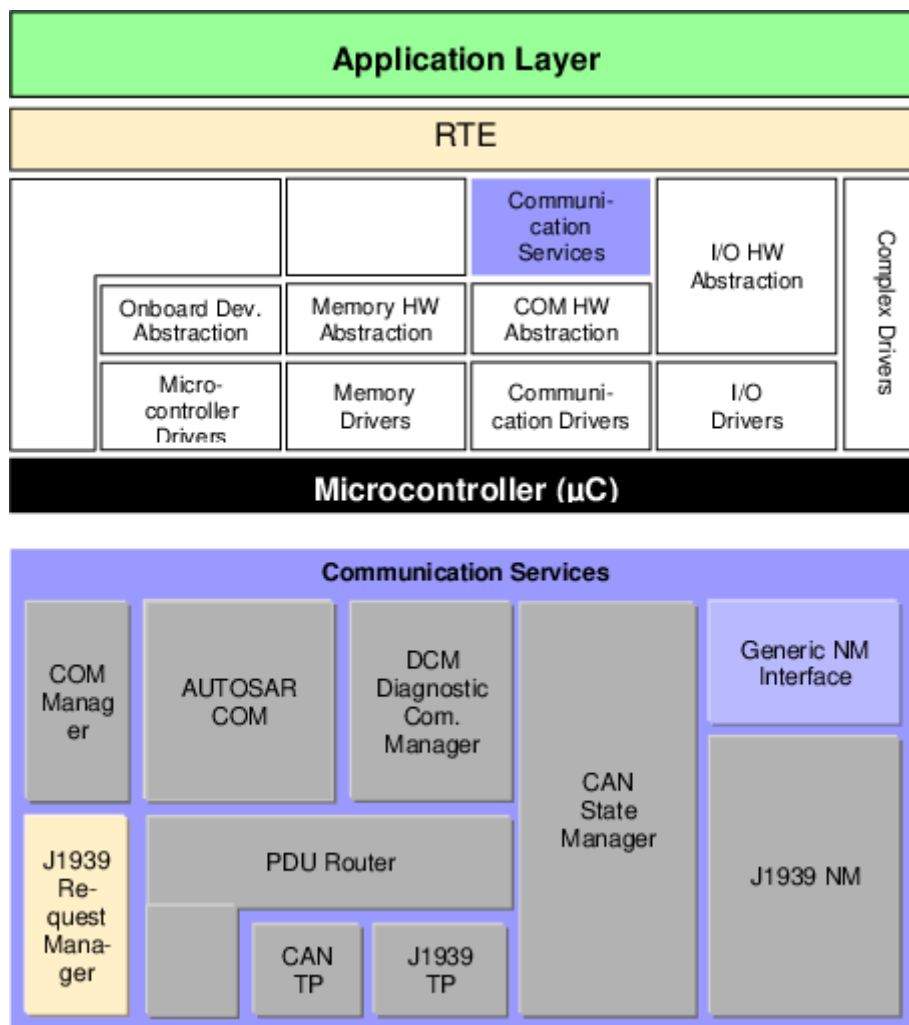 Application Layer
RTE
Communi-
cation
Services
I/O HW
Abstraction
Complex Drivers
Onboard Dev.
Abstraction
Memory HW
Abstraction
COM HW
Abstraction
Micro-
controller
Drivers
Memory
Drivers
Communi-
cation Drivers
I/O
Drivers
Microcontroller (µC)
Communication Services
COM
Manag
er
AUTOSAR
COM
DCM
Diagnostic
Com.
Manager
CAN
State
Manager
Generic NM
Interface
J1939
Re-
quest
Mana-
ger
PDU Router
J1939 NM
CAN
TP
J1939
TP